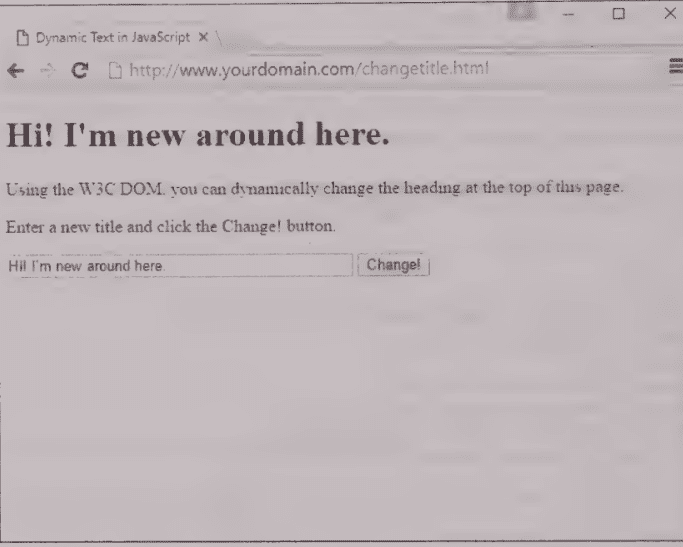 Dynamic Text in JavaScript
http://www.yourdomain.com/changetitle.html
Hi! I'm new around here.
Using the W3C DOM, you can dynamically change the heading at the top of this page.
Enter a new title and click the Change! button.
Hi! I'm new around here. Change!